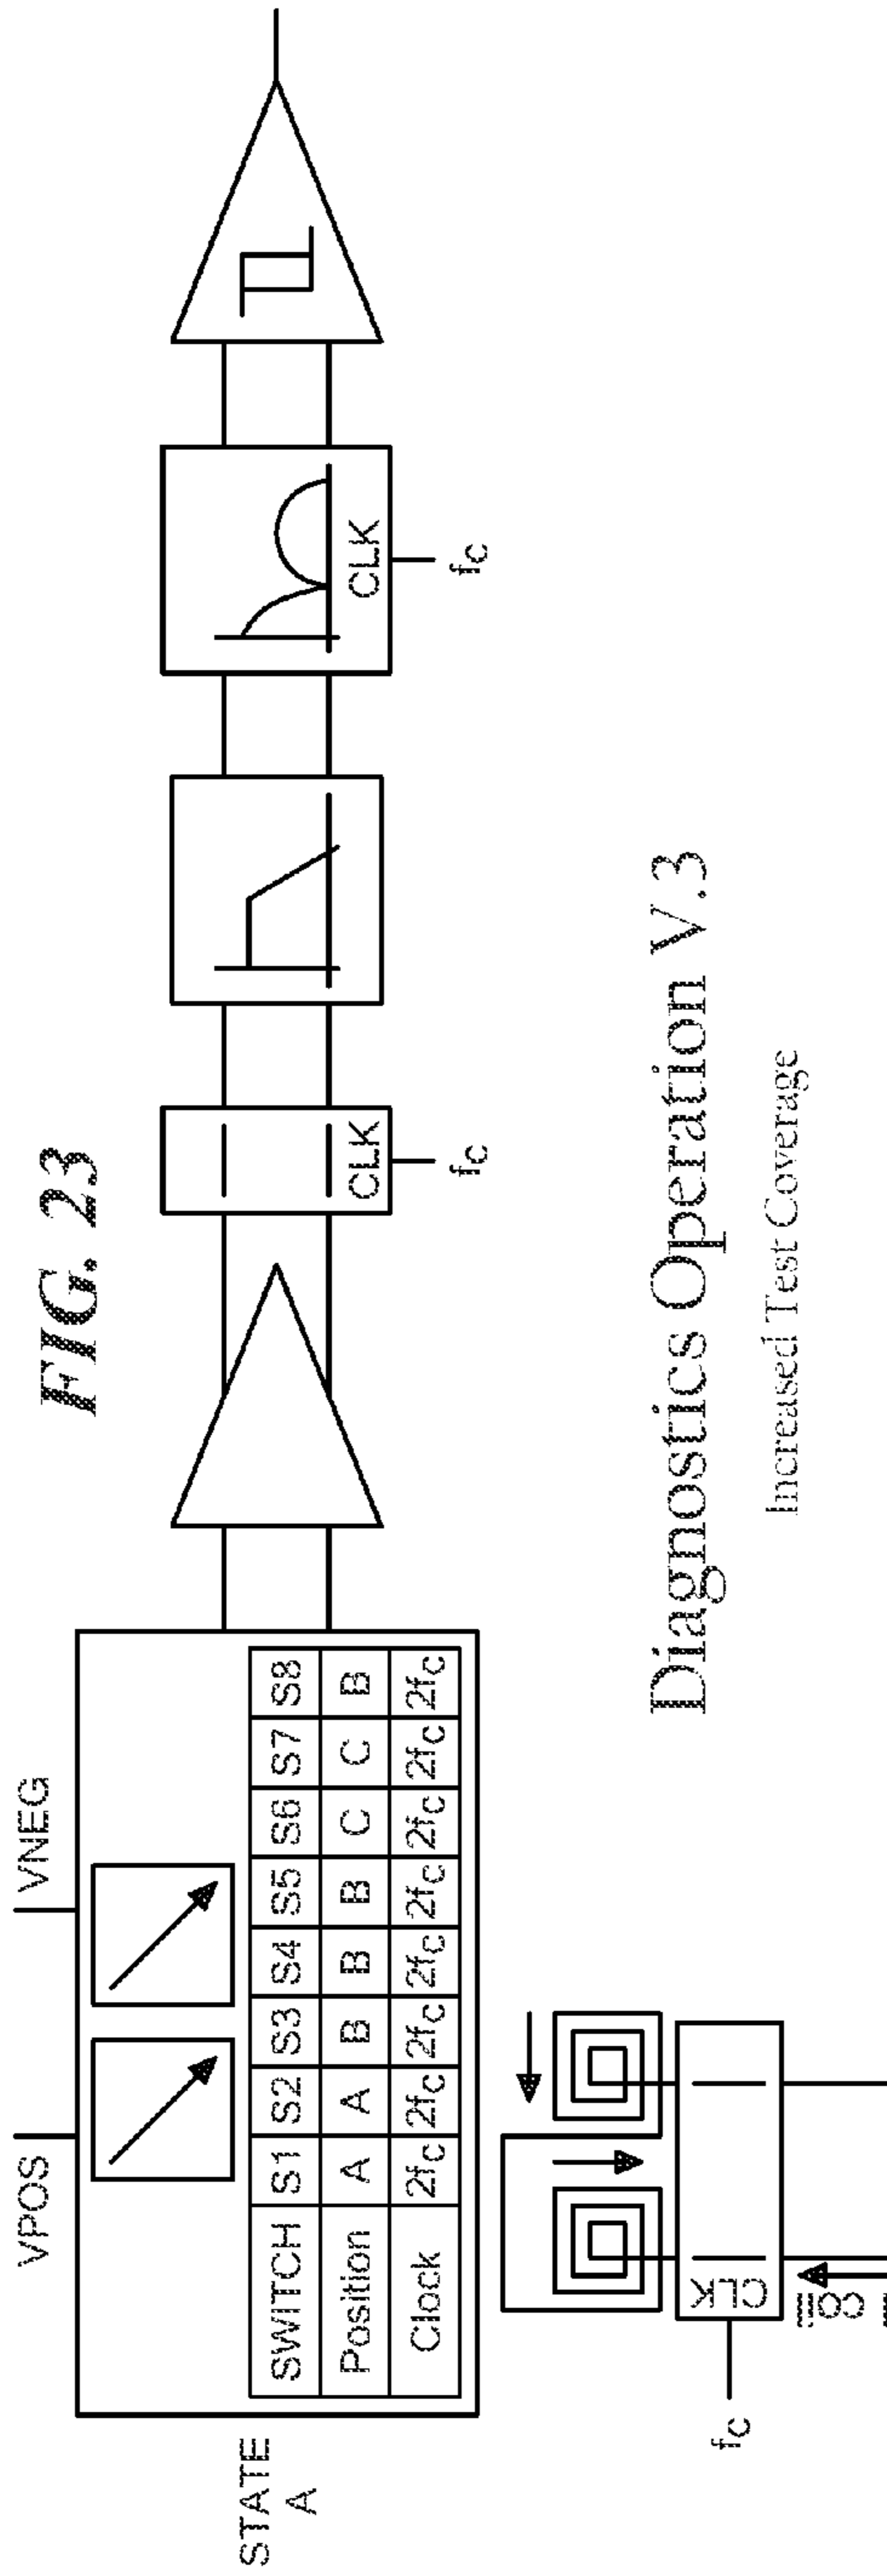 FIG. 23
VPOS
VNEG
STATE
A
SWITCH S1 S2 S3 S4 S5 S6 S7 S8
Position A A B B B C C B
Clock 2fc 2fc 2fc 2fc 2fc 2fc 2fc 2fc
CLK
fc
CLK
fc
fc
CLK
Diagnostics Operation V.3
Increased Test Coverage